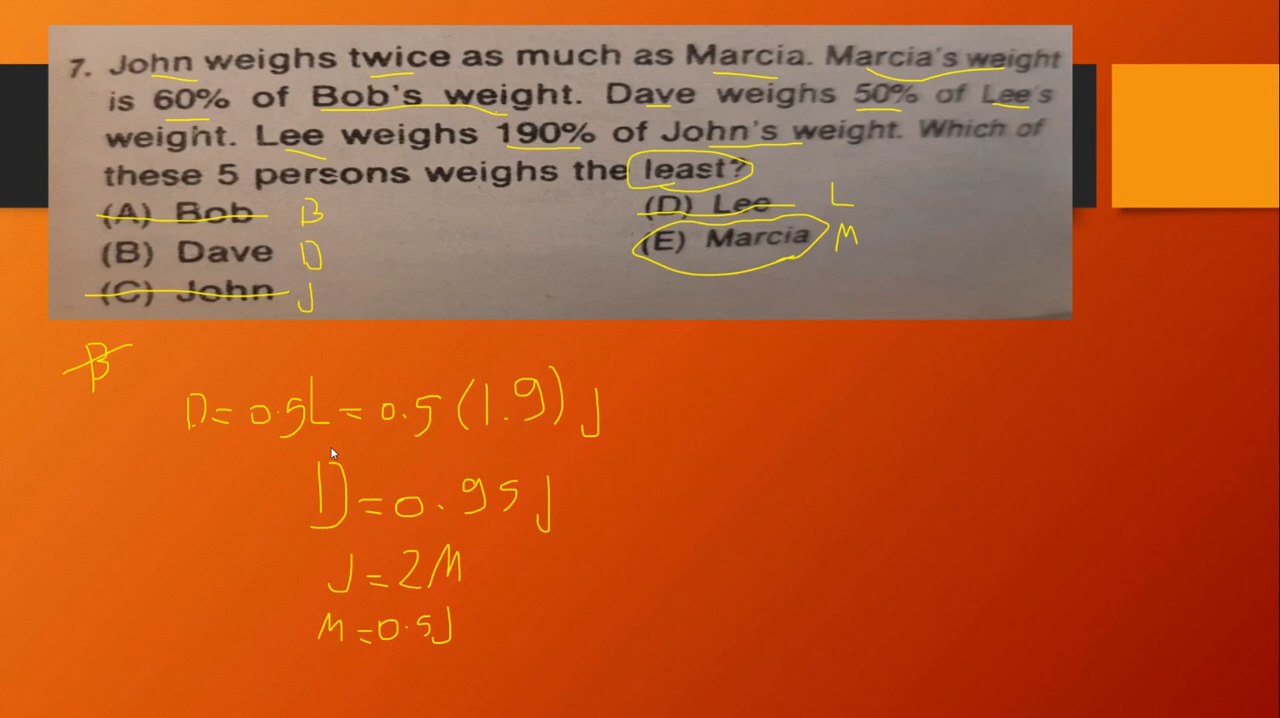 7. John weighs twice as much as Marcia. Marcia's weight
is 60% of Bob's weight. Dave weighs 50% of Lee's
weight. Lee weighs 190% of John's weight. Which of
these 5 persons weighs the least?
(A) Bob B
(D) Lee L
(B) Dave D
(E) Marcia M
(C) John J
B
D=0.5L=0.5(1.9)J
D=0.95J
J=2M
M=0.5J